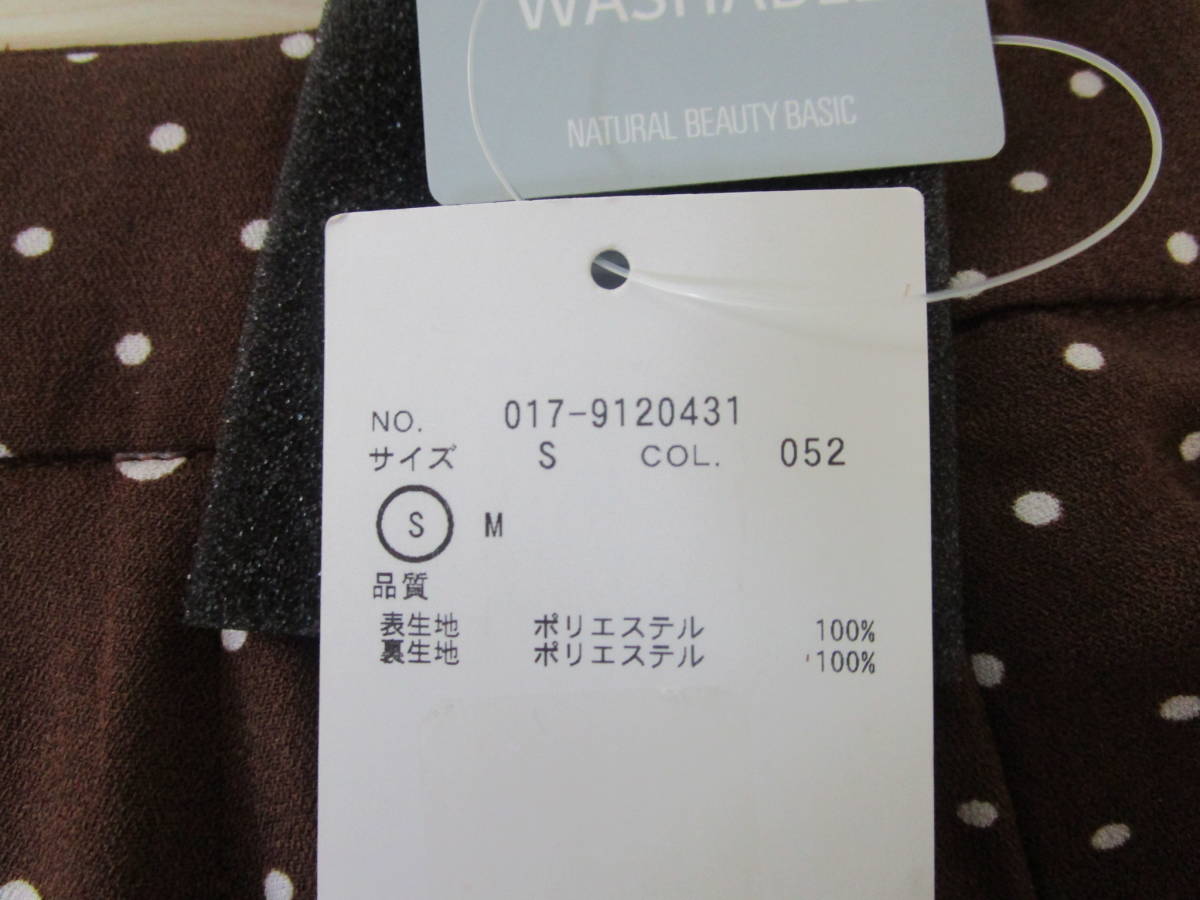 WASHABLE
NATURAL BEAUTY BASIC
NO. 017-9120431
サイズ S COL. 052
S M
品質
表生地 ポリエステル 100%
裏生地 ポリエステル 100%